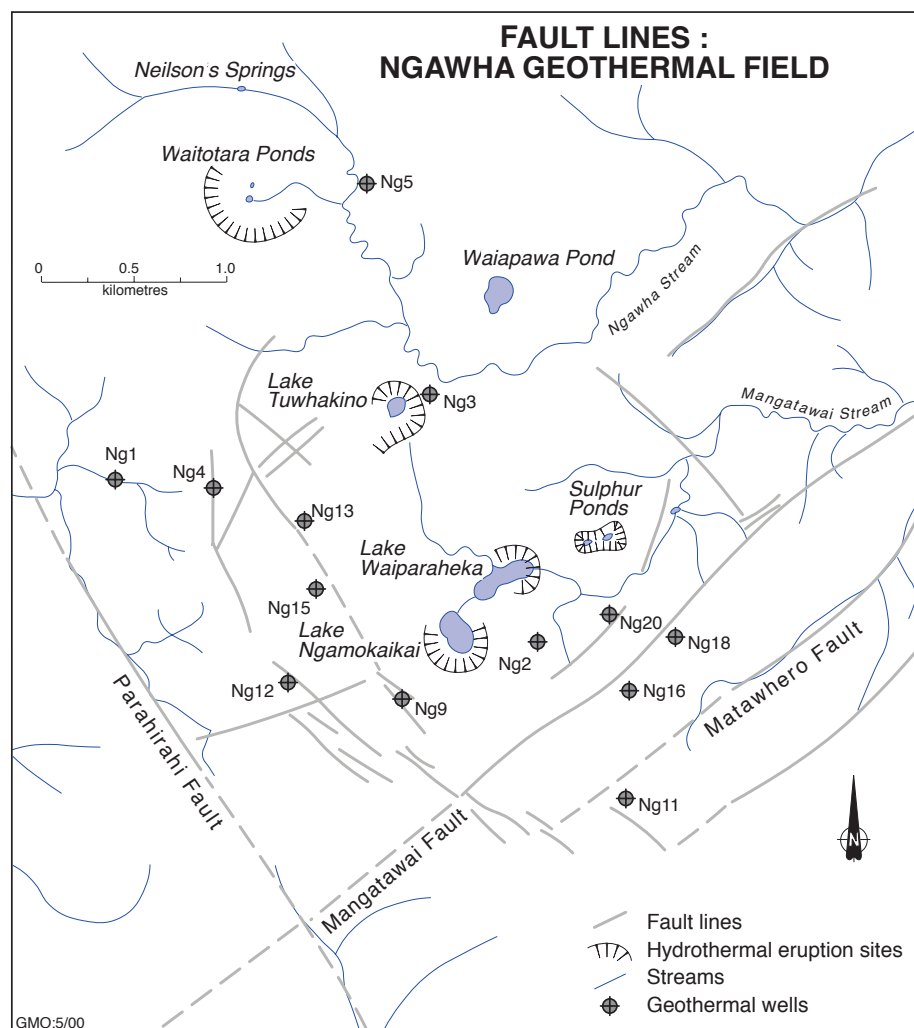 FAULT LINES :
NGAWHA GEOTHERMAL FIELD
Neilson's Springs
Waitotara Ponds
Ng5
0 0.5 1.0
kilometres
Waiapawa Pond
Ngawha Stream
Lake
Tuwhakino
Ng3
Mangatawai Stream
Ng1
Ng4
Ng13
Sulphur
Ponds
Lake
Waiparaheka
Ng15
Lake
Ngamokaikai
Ng20
Ng18
Ng2
Ng12
Ng9
Ng16
Matawhero Fault
Parahirahi Fault
Ng11
Mangatawai Fault
N
Fault lines
Hydrothermal eruption sites
Streams
Geothermal wells
GMO:5/00